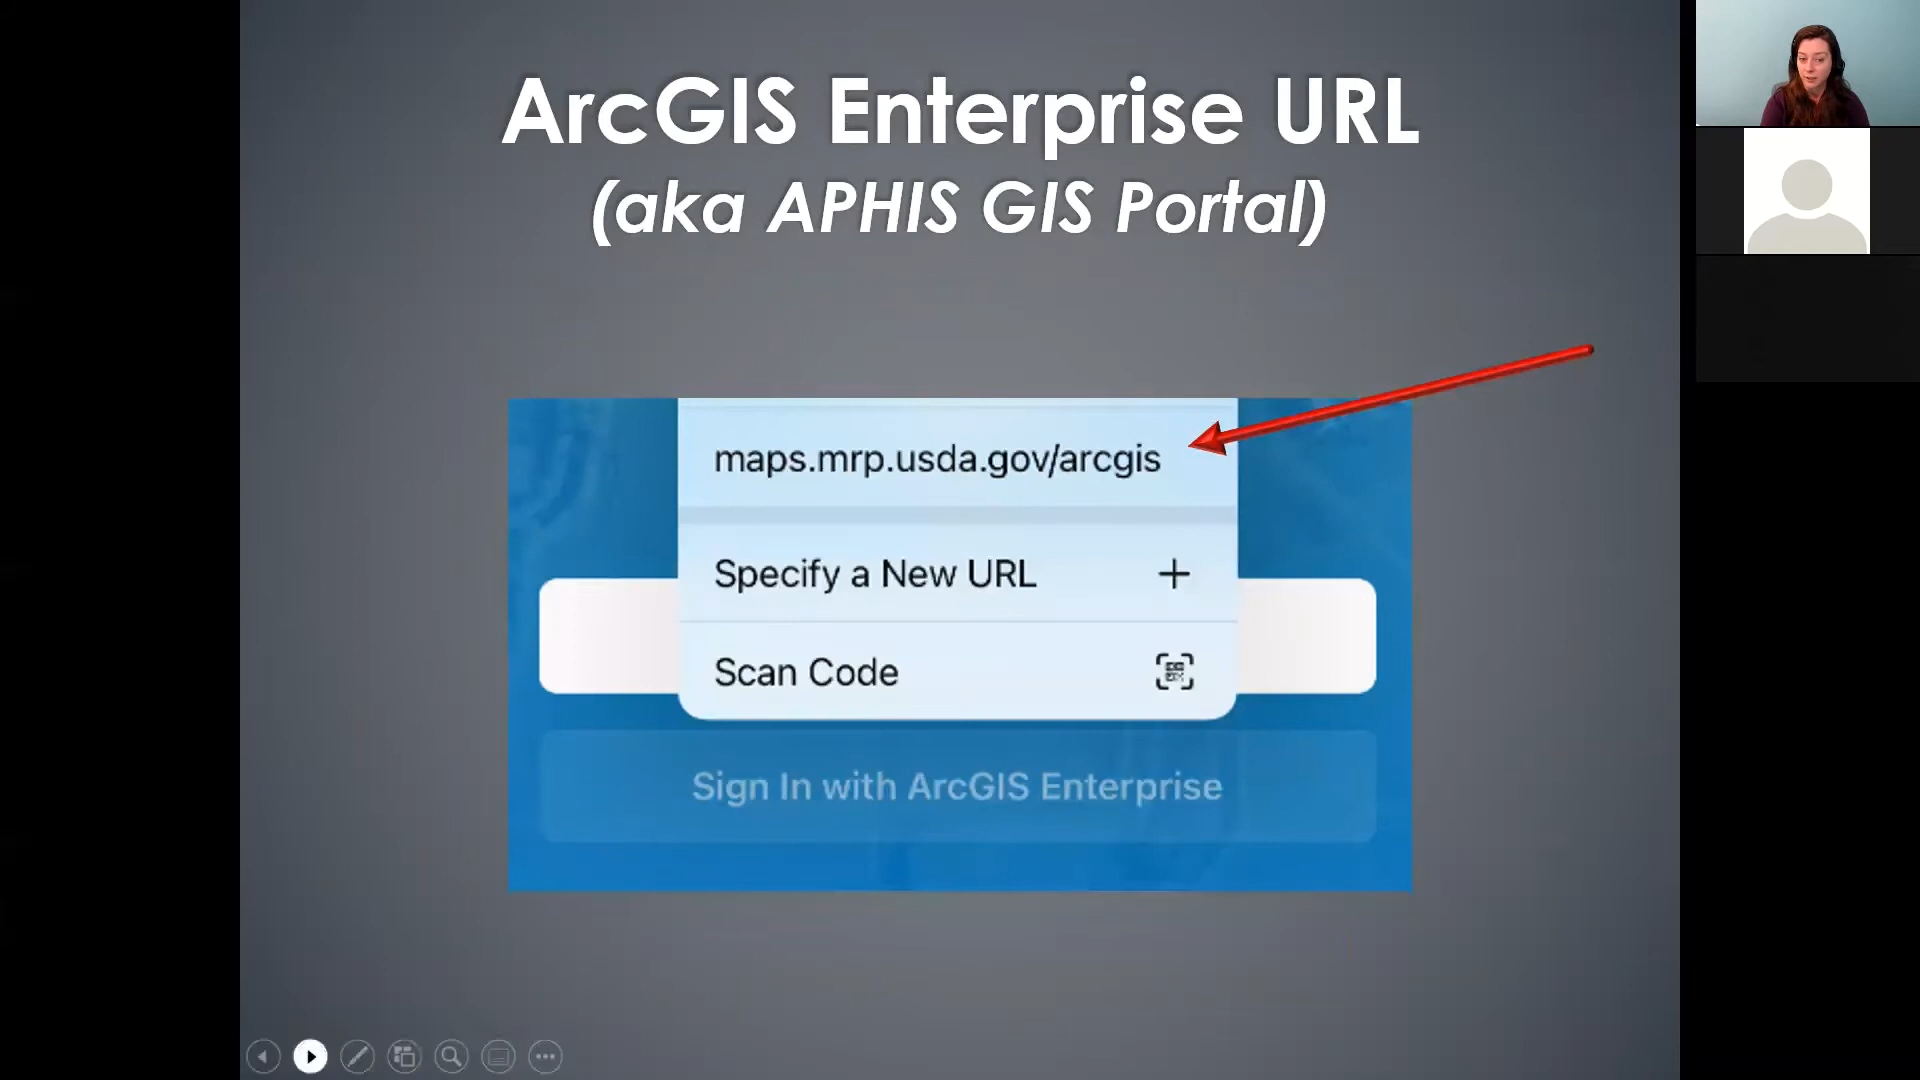 ArcGIS Enterprise URL
(aka APHIS GIS Portal)
maps.mrp.usda.gov/arcgis
Specify a New URL
Scan Code
Sign In with ArcGIS Enterprise